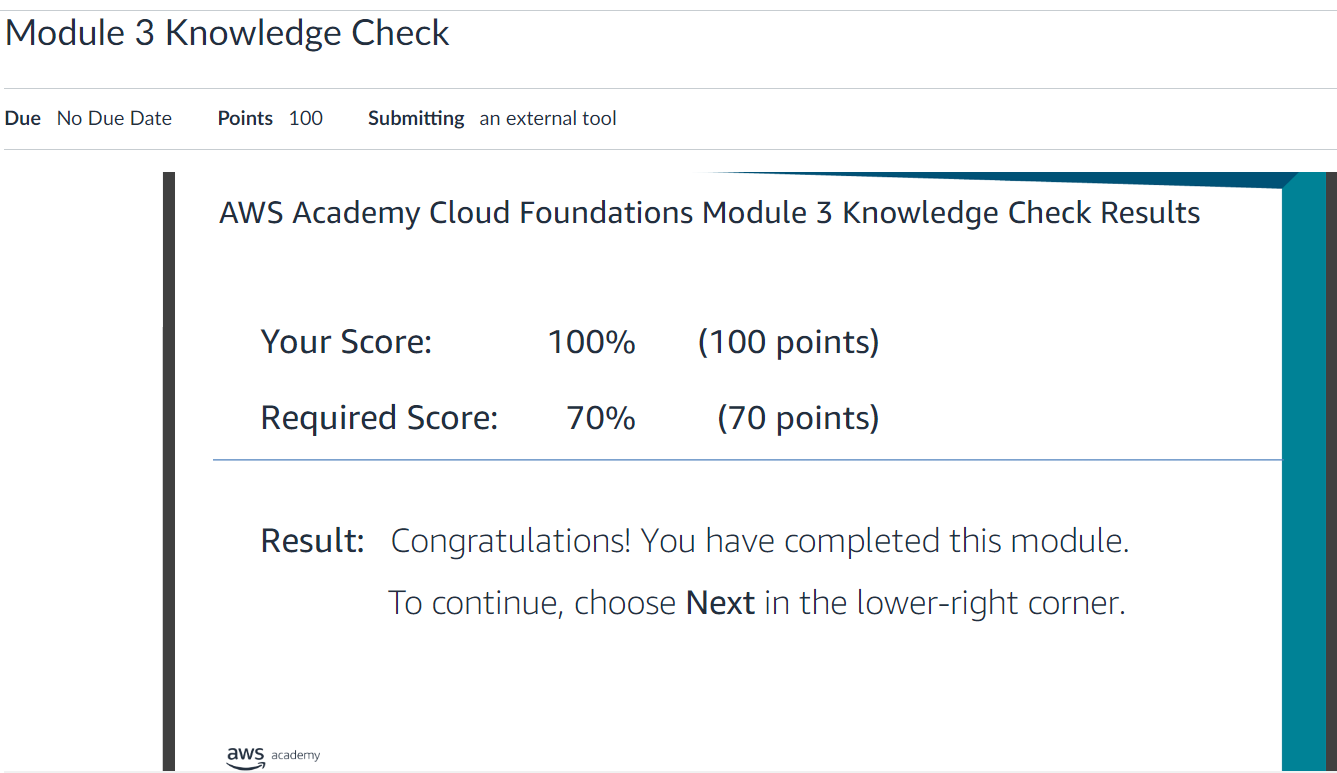 Module 3 Knowledge Check
Due No Due Date Points 100 Submitting an external tool
AWS Academy Cloud Foundations Module 3 Knowledge Check Results
Your Score: 100% (100 points)
Required Score: 70% (70 points)
Result: Congratulations! You have completed this module.
To continue, choose Next in the lower-right corner.
aws academy